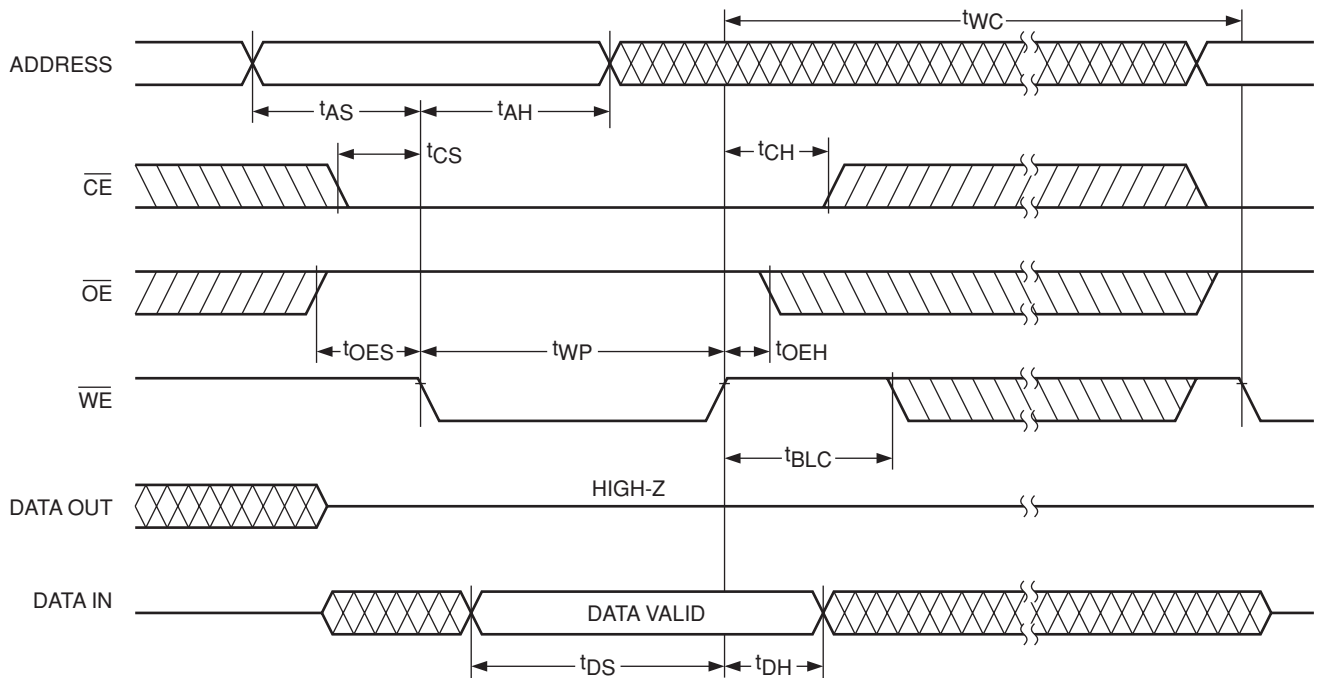 tWC
ADDRESS
tAS
tAH
tCS
tCH
CE
OE
tOES
tWP
tOEH
WE
tBLC
HIGH-Z
DATA OUT
DATA IN
DATA VALID
tDS
tDH